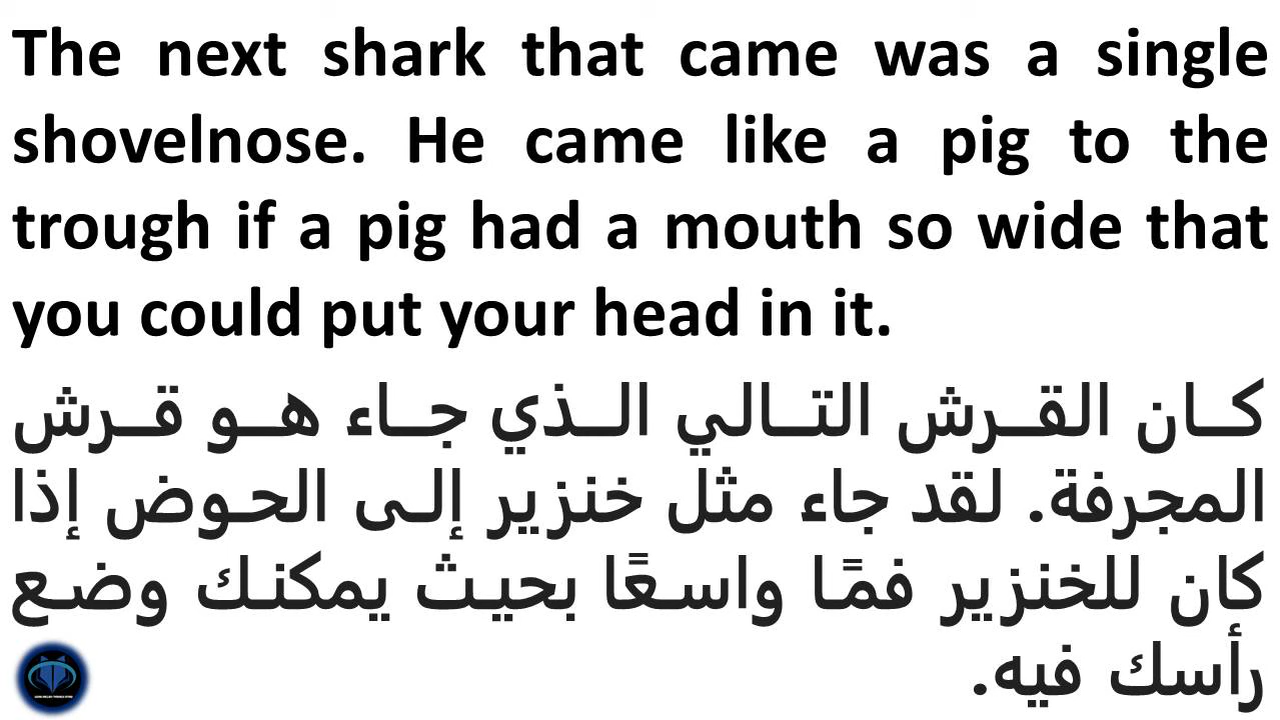 The next shark that came was a single
shovelnose. He came like a pig to the
trough if a pig had a mouth so wide that
you could put your head in it.
كان القرش التالي الذي جاء هو قرش
المجرفة. لقد جاء مثل خنزير إلى الحوض إذا
كان للخنزير فمًا واسعًا بحيث يمكنك وضع
رأسك فيه.